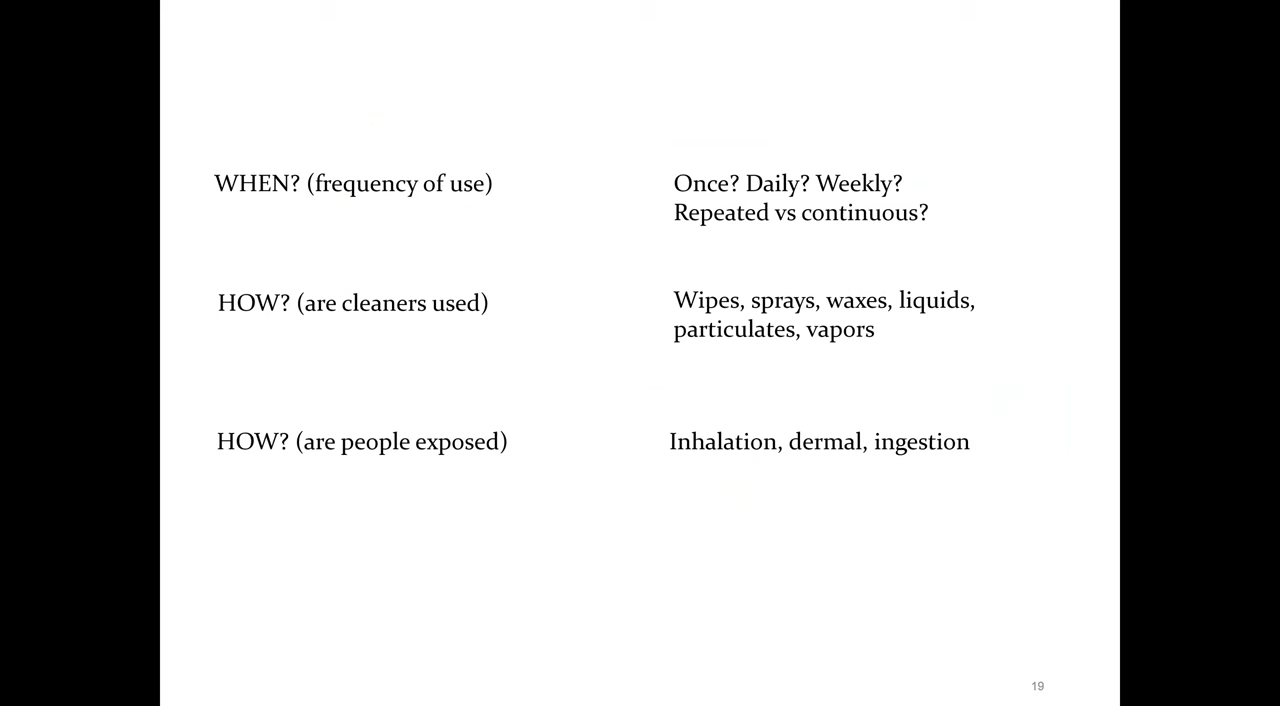 WHEN? (frequency of use)
Once? Daily? Weekly?
Repeated vs continuous?
HOW? (are cleaners used)
Wipes, sprays, waxes, liquids,
particulates, vapors
HOW? (are people exposed)
Inhalation, dermal, ingestion
19